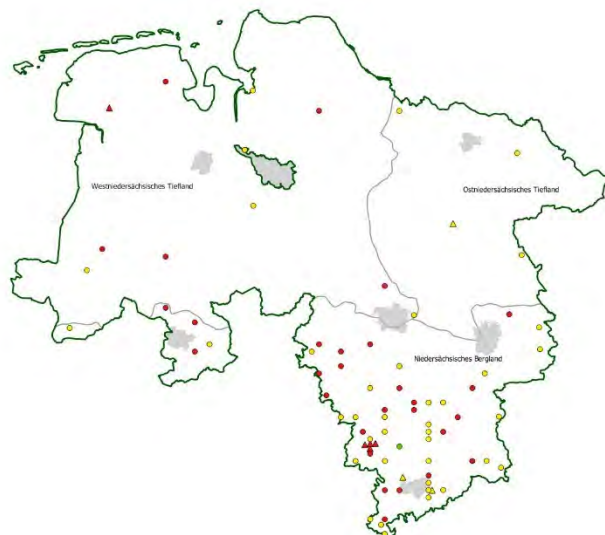 Westniedersächsisches Tiefland
Ostniedersächsisches Tiefland
Niedersächsisches Bergland